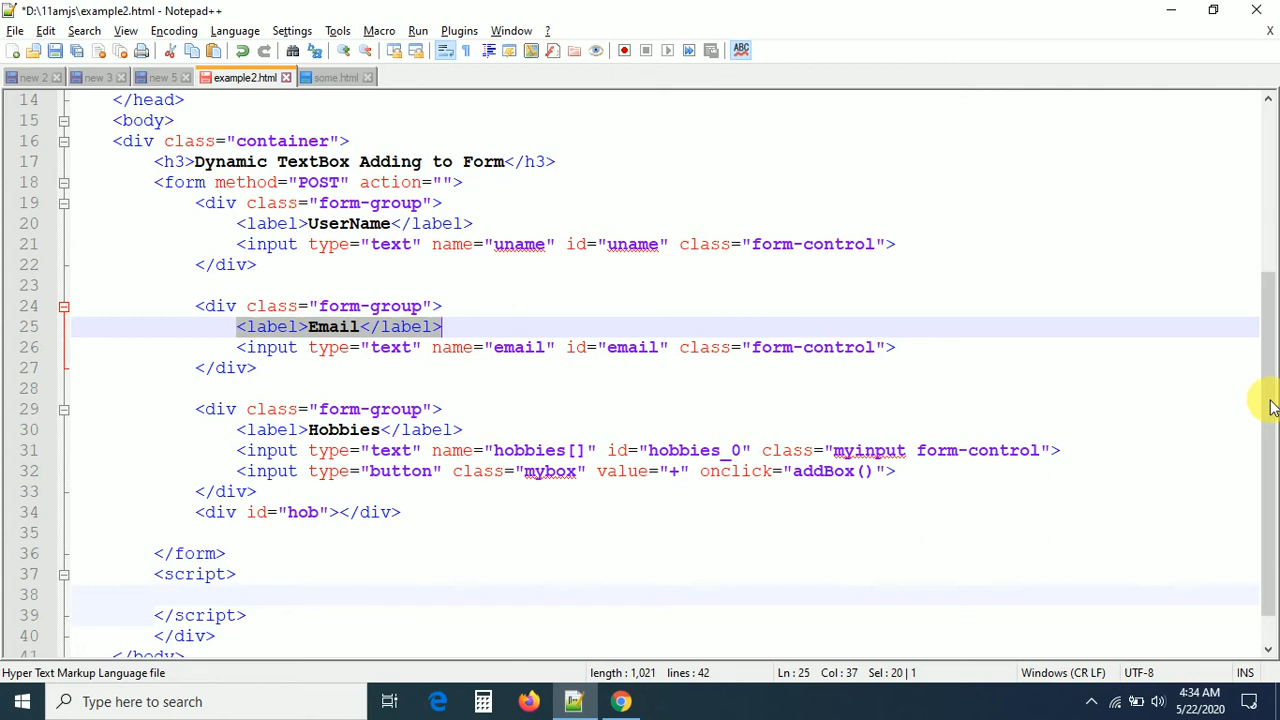 *D:\11amjs\example2.html - Notepad++
File Edit Search View Encoding Language Settings Tools Macro Run Plugins Window ?
X
ABC
new 2 new 3 new 5 example2.html some.html
14 </head>
15 <body>
16 <div class="container">
17 <h3>Dynamic TextBox Adding to Form</h3>
18 <form method="POST" action="">
19 <div class="form-group">
20 <label>UserName</label>
21 <input type="text" name="uname" id="uname" class="form-control">
22 </div>
23
24 <div class="form-group">
25 <label>Email</label>
26 <input type="text" name="email" id="email" class="form-control">
27 </div>
28
29 <div class="form-group">
30 <label>Hobbies</label>
31 <input type="text" name="hobbies[]" id="hobbies_0" class="myinput form-control">
32 <input type="button" class="mybox" value="+" onclick="addBox()">
33 </div>
34 <div id="hob"></div>
35
36 </form>
37 <script>
38
39 </script>
40 </div>
41 </body>
Hyper Text Markup Language file length : 1,021 lines : 42 Ln : 25 Col : 37 Sel : 20 | 1 Windows (CR LF) UTF-8 INS
Type here to search
4:34 AM
5/22/2020